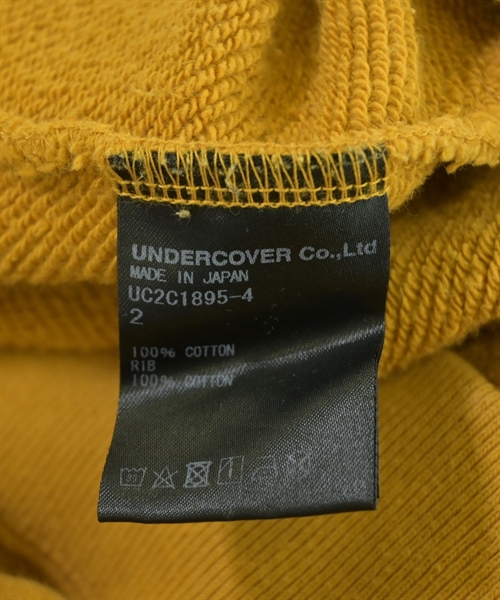 UNDERCOVER Co.,Ltd
MADE IN JAPAN
UC2C1895-4
2
100% COTTON
RIB
100% COTTON